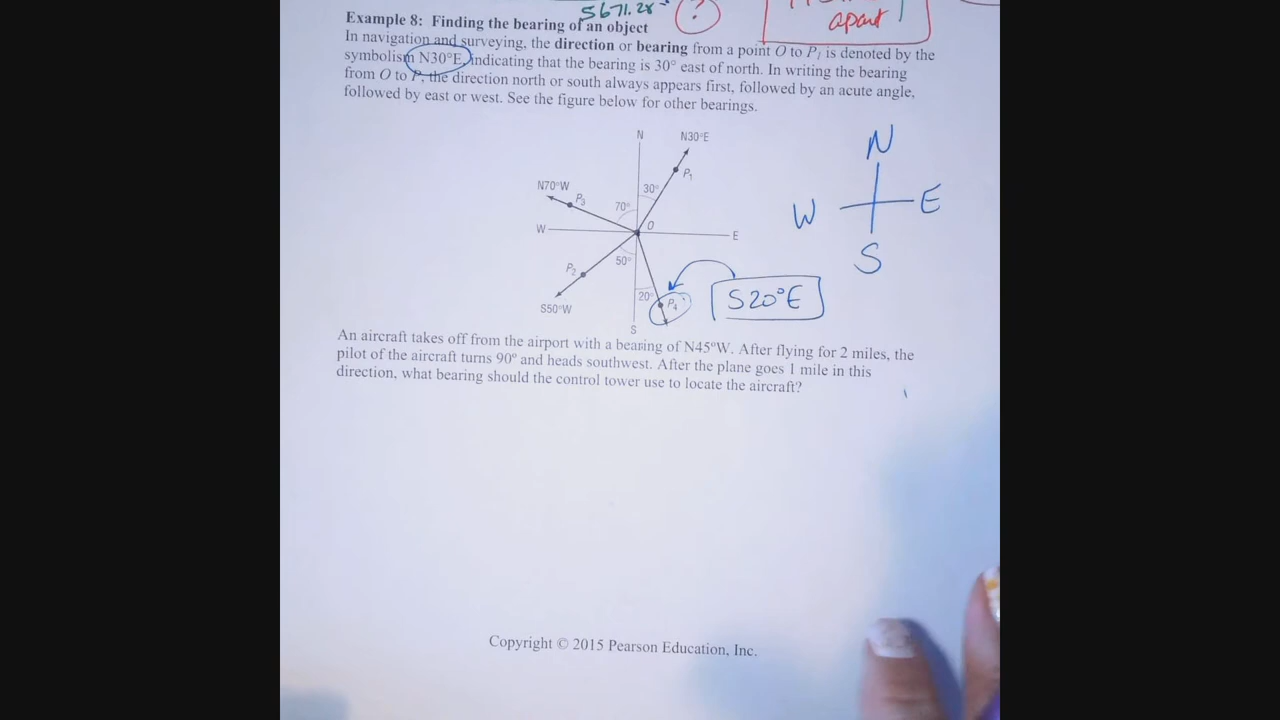 5671.28
?
apart
Example 8: Finding the bearing of an object
In navigation and surveying, the direction or bearing from a point O to P1 is denoted by the
symbolism N30°E, indicating that the bearing is 30° east of north. In writing the bearing
from O to P, the direction north or south always appears first, followed by an acute angle,
followed by east or west. See the figure below for other bearings.
N
N30°E
P1
30°
N70°W
P3
70°
O
W
E
50°
P2
20°
P4
S50°W
S
N
W
E
S
S20°E
An aircraft takes off from the airport with a bearing of N45°W. After flying for 2 miles, the
pilot of the aircraft turns 90° and heads southwest. After the plane goes 1 mile in this
direction, what bearing should the control tower use to locate the aircraft?
Copyright © 2015 Pearson Education, Inc.